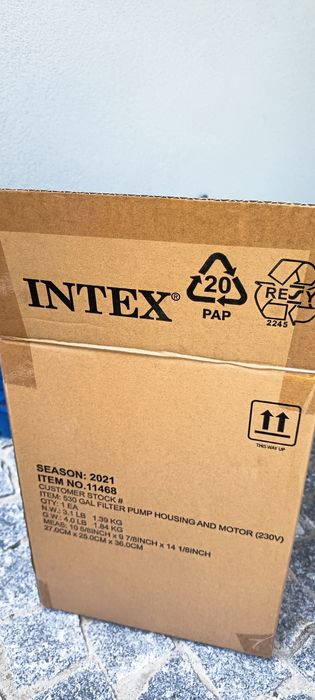 INTEX®
20
PAP
RESY
2245
THIS WAY UP
SEASON: 2021
ITEM NO.11468
CUSTOMER STOCK #
ITEM: 530 GAL FILTER PUMP HOUSING AND MOTOR (230V)
QTY: 1 EA
N.W.: 3.1 LB 1.39 KG
G.W.: 4.0 LB 1.84 KG
MEAS: 10 5/8INCH x 9 7/8INCH x 14 1/8INCH
27.0CM x 25.0CM x 36.0CM
7